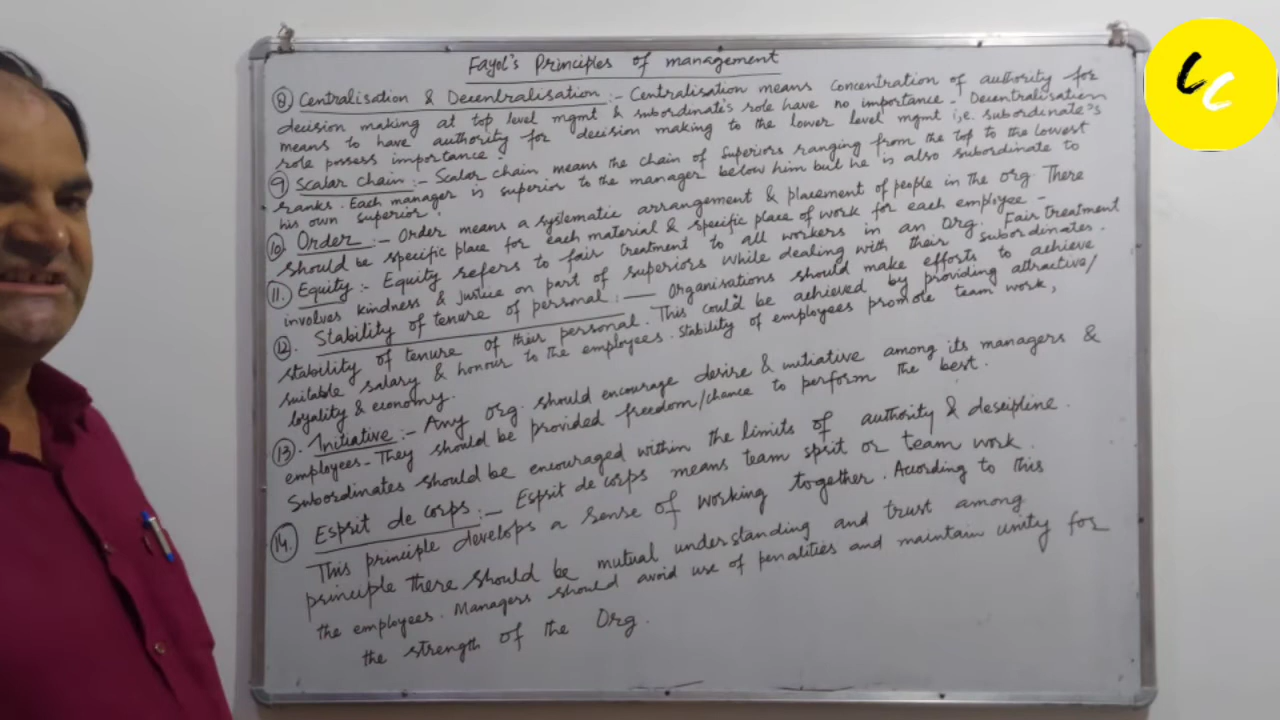 Fayol's Principles of management
8) Centralisation & Decentralisation :- Centralisation means concentration of authority for
decision making at top level mgmt & subordinate's role have no importance - Decentralisation
means to have authority for decision making to the lower level mgmt i.e. subordinate's
role possess importance.
9) Scalar chain :- Scalar chain means the chain of superiors ranging from the top to the lowest
ranks. Each manager is superior to the manager below him but he is also subordinate to
his own superior.
10) Order :- Order means a systematic arrangement & placement of people in the org. There
should be specific place for each material & specific place of work for each employee -
11. Equity :- Equity refers to fair treatment to all workers in an Org. Fair treatment
involves kindness & justice on part of superiors while dealing with their subordinates.
12. Stability of tenure of personal :- Organisations should make efforts to achieve
stability of tenure of their personal. This could be achieved by providing attractive/
suitable salary & honour to the employees. Stability of employees promote team work,
loyality & economy.
13). Initiative :- Any Org. should encourage desire & initiative among its managers &
employees - They should be provided freedom/chance to perform the best.
Subordinates should be encouraged within the limits of authority & descipline.
14. Esprit de corps :- Esprit de corps means team sprit or team work.
This principle develops a sense of working together. Acording to this
principle there should be mutual understanding and trust among
the employees. Managers should avoid use of penalities and maintain unity for
the strength of the Org.
CC